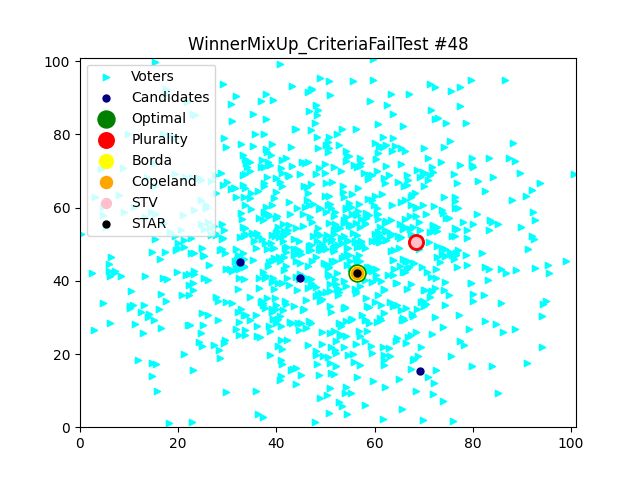 WinnerMixUp_CriteriaFailTest #48
100
80
60
40
20
0
Voters
Candidates
Optimal
Plurality
Borda
Copeland
STV
STAR
0 20 40 60 80 100